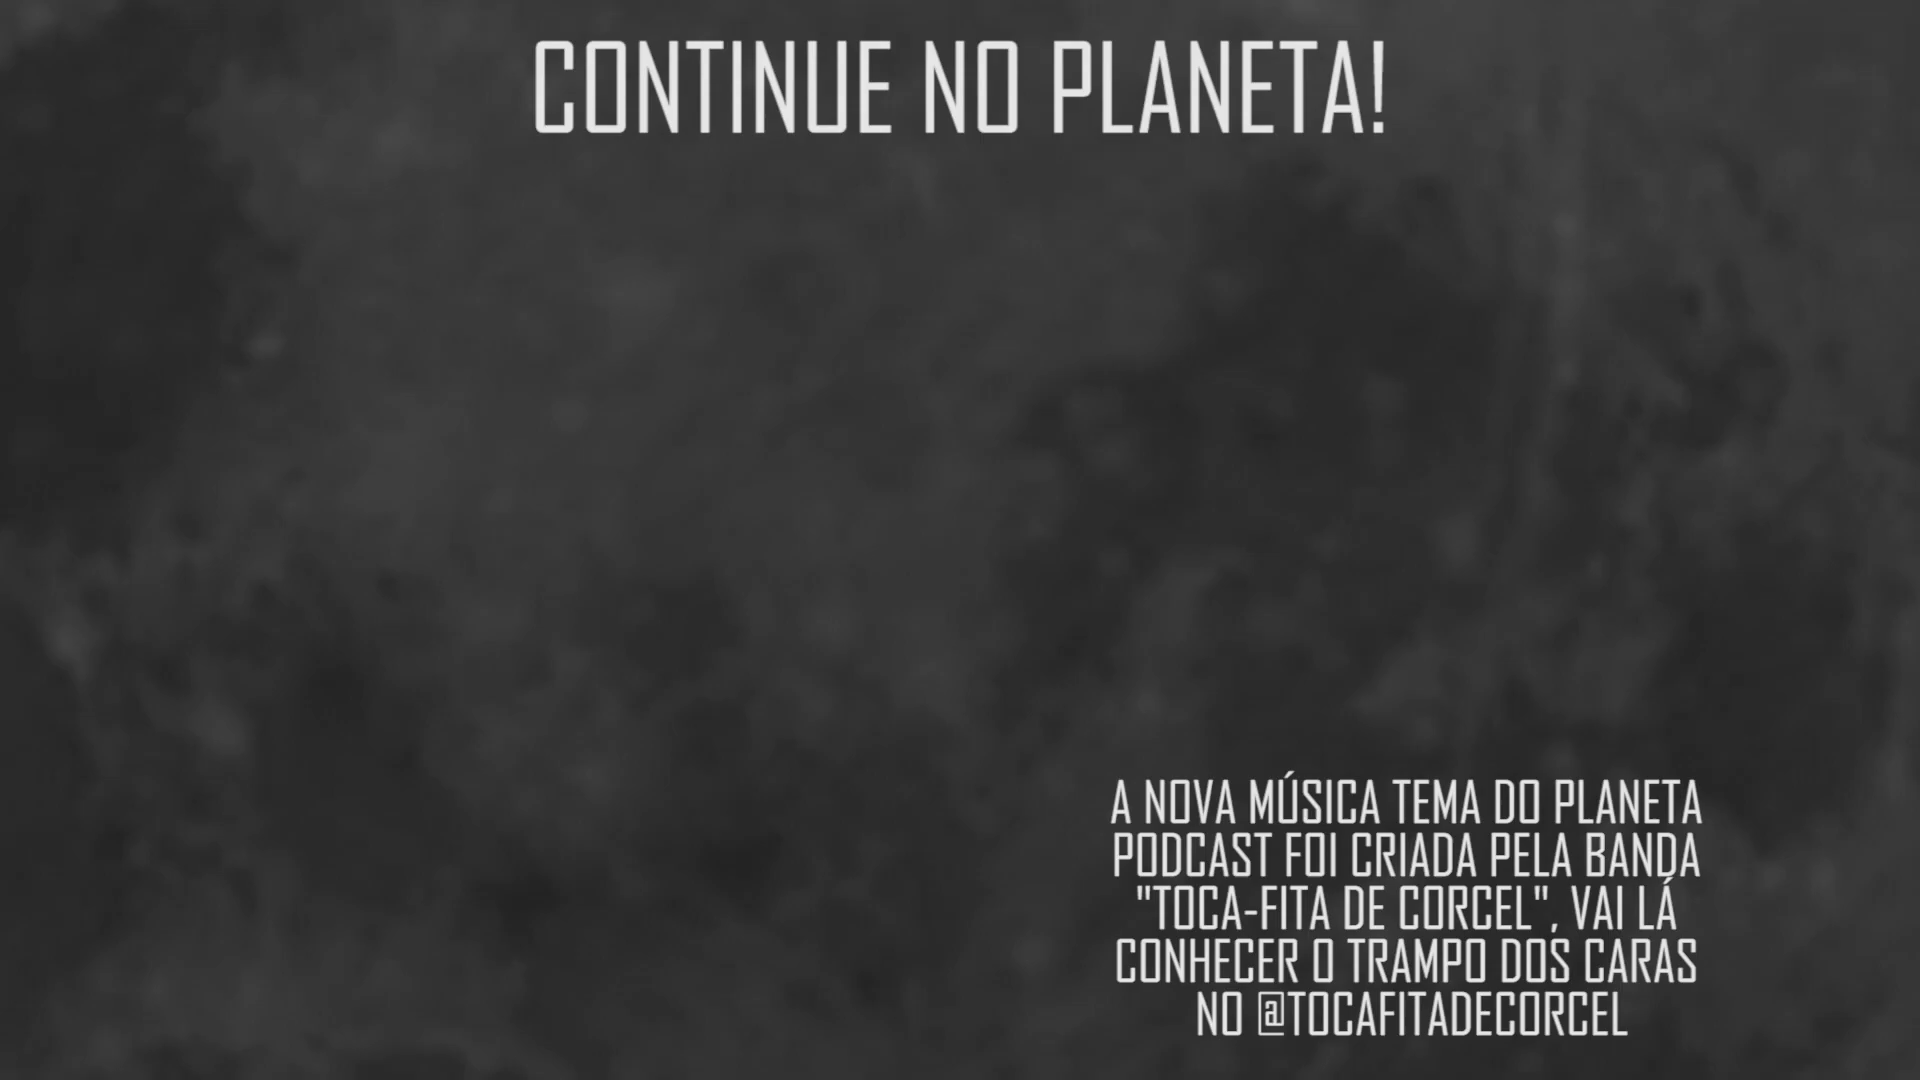 CONTINUE NO PLANETA!
A NOVA MÚSICA TEMA DO PLANETA
PODCAST FOI CRIADA PELA BANDA
"TOCA-FITA DE CORCEL", VAI LÁ
CONHECER O TRAMPO DOS CARAS
NO @TOCAFITADECORCEL